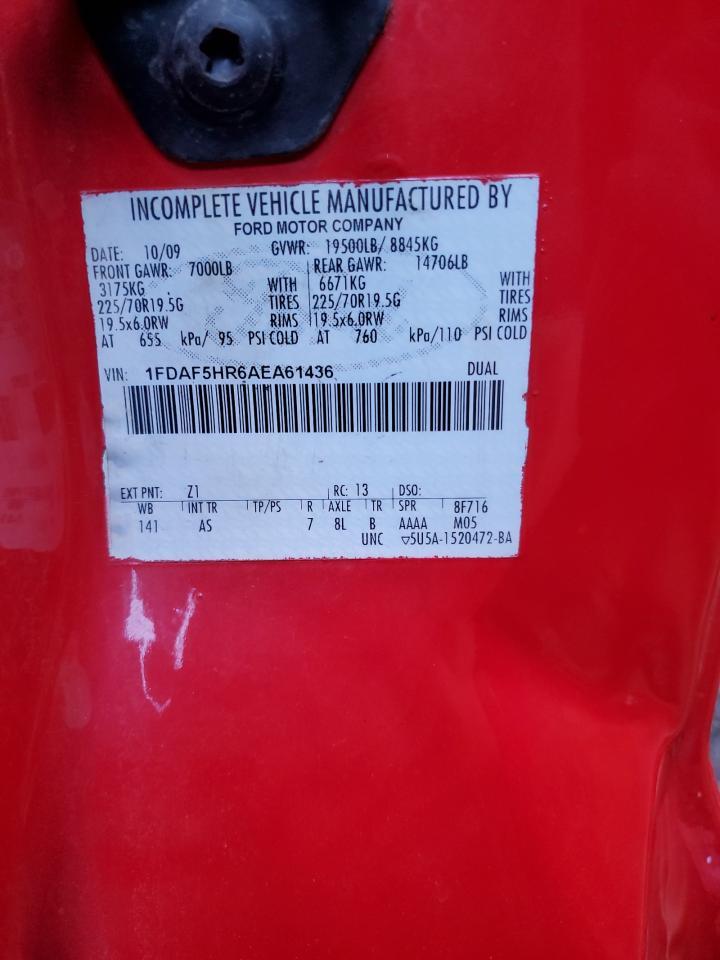 INCOMPLETE VEHICLE MANUFACTURED BY
FORD MOTOR COMPANY
DATE: 10/09 GVWR: 19500LB/ 8845KG
FRONT GAWR: 7000LB REAR GAWR: 14706LB
3175KG WITH 6671KG WITH
225/70R19.5G TIRES 225/70R19.5G TIRES
19.5x6.0RW RIMS 19.5x6.0RW RIMS
AT 655 kPa/ 95 PSI COLD AT 760 kPa/110 PSI COLD
VIN: 1FDAF5HR6AEA61436 DUAL
EXT PNT: Z1 RC: 13 DSO:
WB INT TR TP/PS R AXLE TR SPR 8F716
141 AS 7 8L B AAAA M05
UNC ▽5U5A-1520472-BA